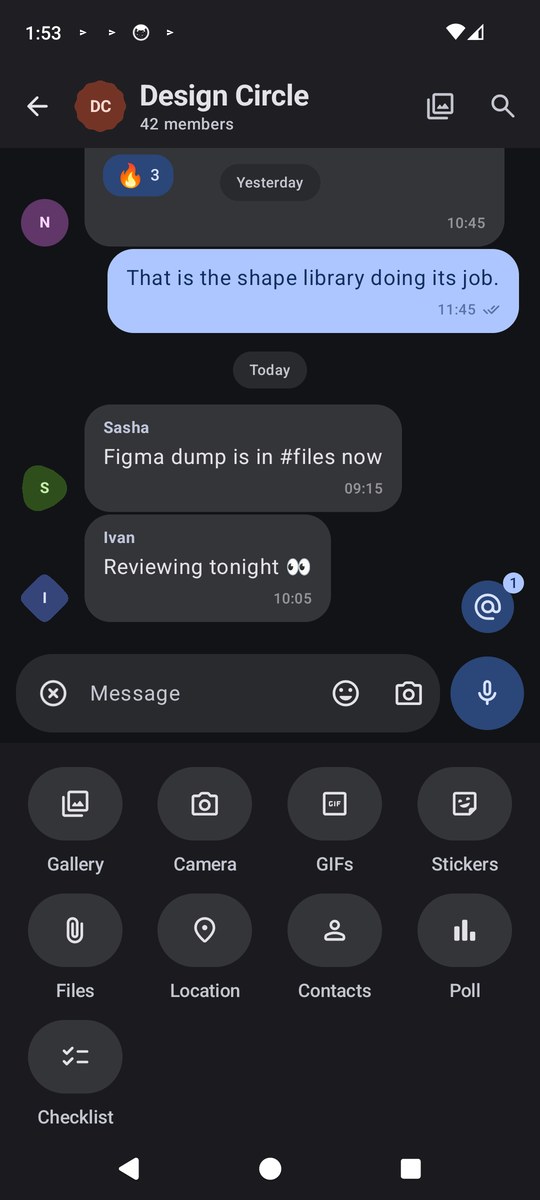 1:53
DC
Design Circle
42 members
🔥 3
Yesterday
N
10:45
That is the shape library doing its job.
11:45
Today
Sasha
Figma dump is in #files now
09:15
S
Ivan
Reviewing tonight 👀
10:05
I
1
Message
GIF
Gallery
Camera
GIFs
Stickers
Files
Location
Contacts
Poll
Checklist